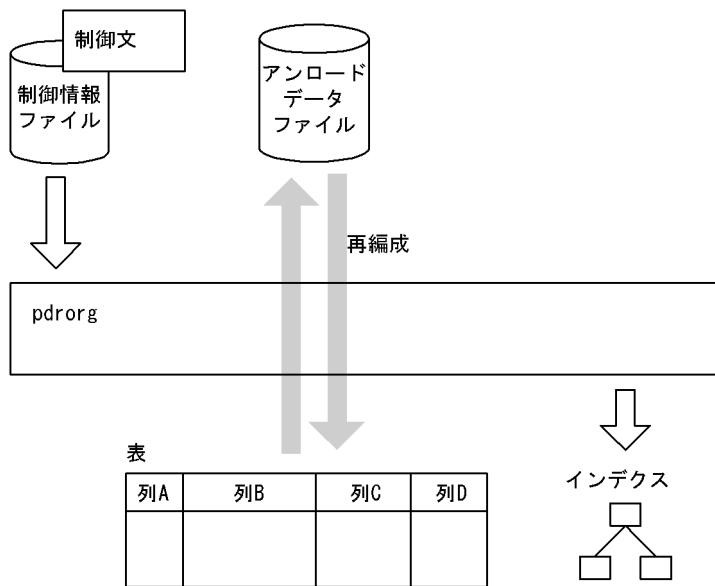 制御文
制御情報
ファイル
アンロード
データ
ファイル
再編成
pdrorg
表
列A 列B 列C 列D
インデクス